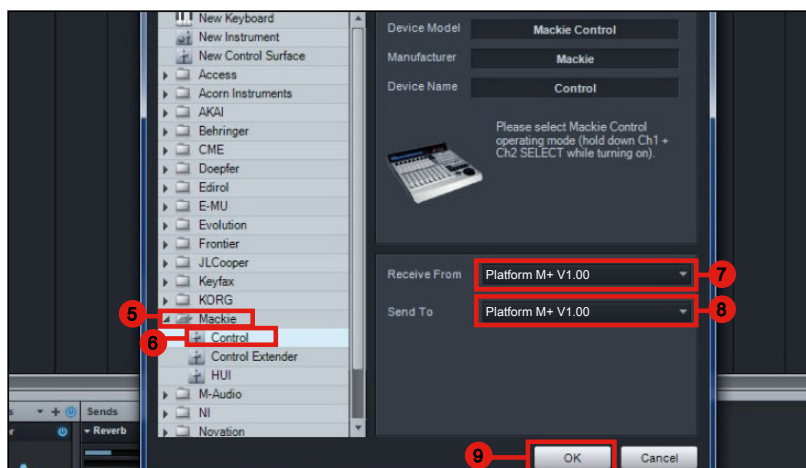 New Keyboard
New Instrument
New Control Surface
Access
Acorn Instruments
AKAI
Behringer
CME
Doepfer
Edirol
E-MU
Evolution
Frontier
JLCooper
Keyfax
KORG
5 Mackie
6 Control
Control Extender
HUI
M-Audio
NI
Novation
Device Model Mackie Control
Manufacturer Mackie
Device Name Control
Please select Mackie Control
operating mode (hold down Ch1 +
Ch2 SELECT while turning on).
Receive From Platform M+ V1.00 7
Send To Platform M+ V1.00 8
9 OK Cancel
s + Sends
r Reverb